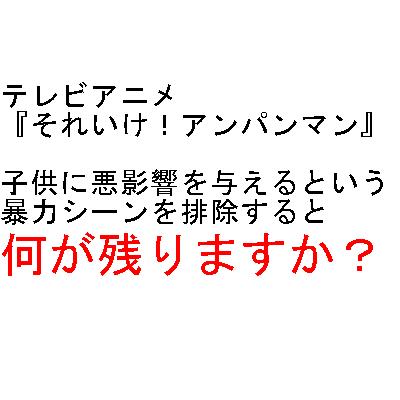 テレビアニメ
『それいけ！アンパンマン』
子供に悪影響を与えるという
暴力シーンを排除すると
何が残りますか？